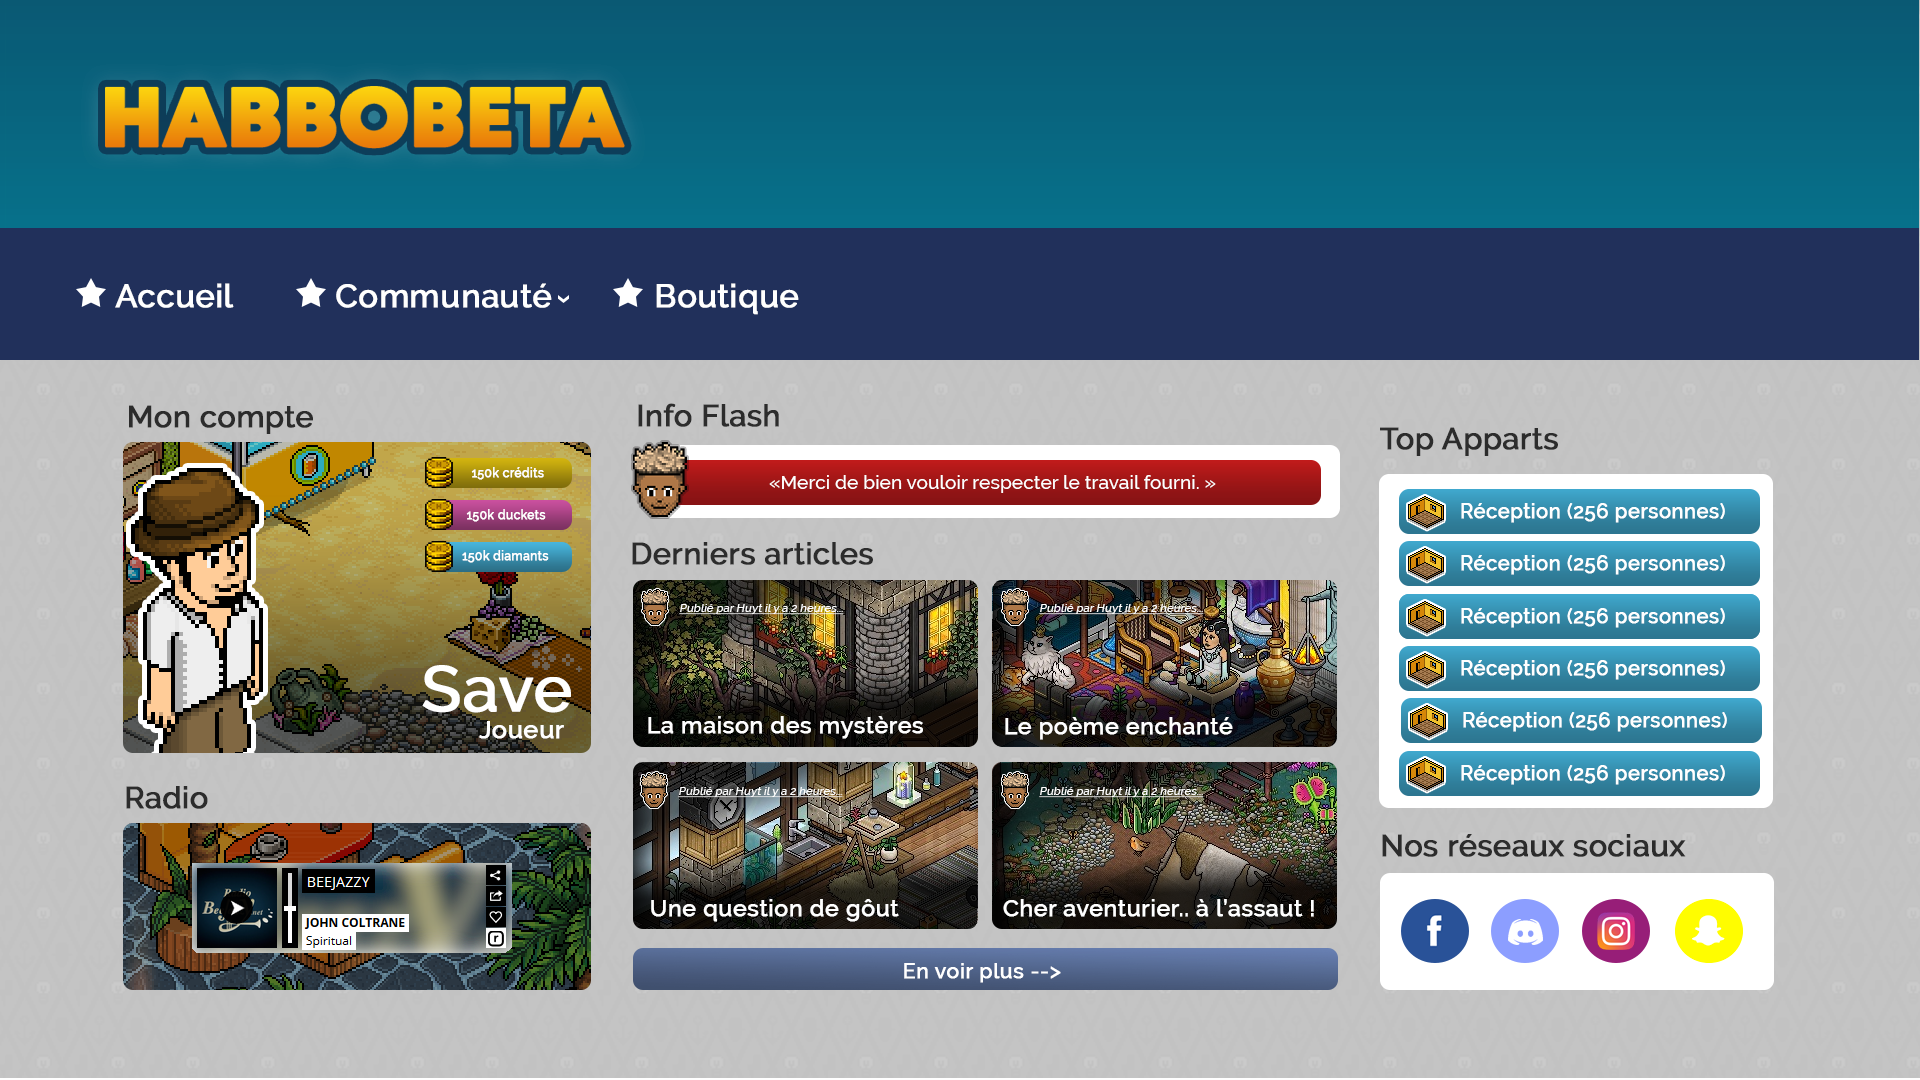 HABBOBETA
Accueil
Communauté
Boutique
Mon compte
150k crédits
150k duckets
150k diamants
Save
Joueur
Radio
BEEJAZZY
JOHN COLTRANE
Spiritual
Info Flash
«Merci de bien vouloir respecter le travail fourni. »
Derniers articles
Publié par Huyt il y a 2 heures...
La maison des mystères
Publié par Huyt il y a 2 heures...
Le poème enchanté
Publié par Huyt il y a 2 heures...
Une question de gôut
Publié par Huyt il y a 2 heures...
Cher aventurier.. à l'assaut !
En voir plus -->
Top Apparts
Réception (256 personnes)
Réception (256 personnes)
Réception (256 personnes)
Réception (256 personnes)
Réception (256 personnes)
Réception (256 personnes)
Nos réseaux sociaux